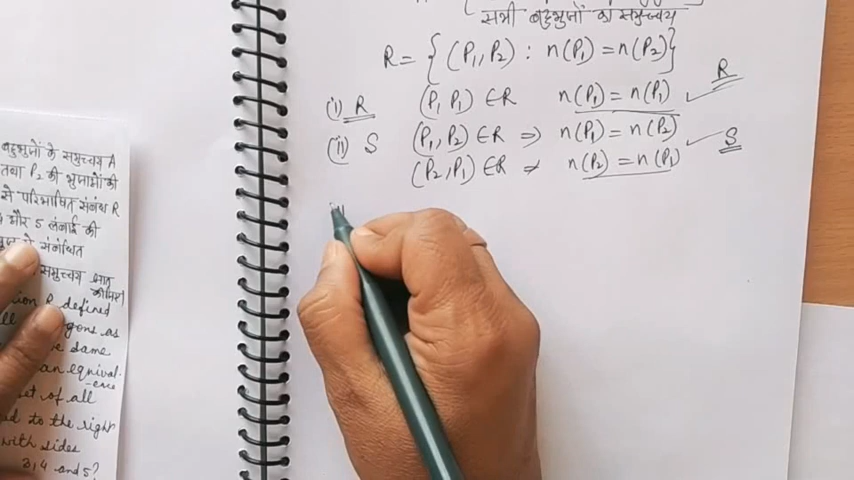 बहुभुजों के समुच्चय A
तथा P2 की भुजाओं की
से परिभाषित संबंध R
और 5 लंबाई की
संबंधित
समुच्चय ज्ञात
कीजिए।
defined
gons as
same
an equival-
ence
set of all
ed to the right
with sides
3, 4 and 5?
सभी बहुभुजों का समुच्चय
R = { (P₁, P₂) : n(P₁) = n(P₂) }
(i) R (P₁ P₁) ∈ R n(P₁) = n(P₁) ✓ R
(ii) S (P₁, P₂) ∈ R ⇒ n(P₁) = n(P₂)
(P₂, P₁) ∈ R ⇒ n(P₂) = n(P₁) ✓ S